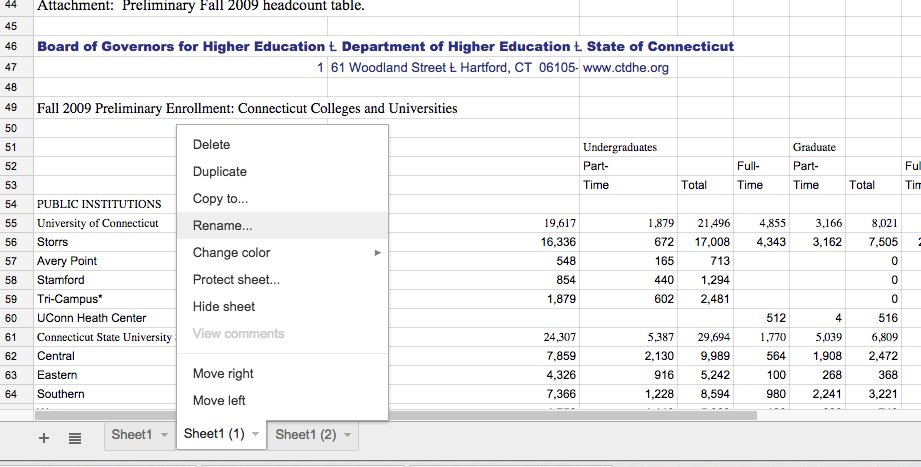 44 Attachment: Preliminary Fall 2009 headcount table.
45
46 Board of Governors for Higher Education Ł Department of Higher Education Ł State of Connecticut
47 1 61 Woodland Street Ł Hartford, CT 06105- www.ctdhe.org
48
49 Fall 2009 Preliminary Enrollment: Connecticut Colleges and Universities
50
51 Undergraduates Graduate
52 Part- Full- Part- Ful
53 Time Total Time Time Total Tim
54 PUBLIC INSTITUTIONS
55 University of Connecticut 19,617 1,879 21,496 4,855 3,166 8,021
56 Storrs 16,336 672 17,008 4,343 3,162 7,505
57 Avery Point 548 165 713 0
58 Stamford 854 440 1,294 0
59 Tri-Campus* 1,879 602 2,481 0
60 UConn Heath Center 512 4 516
61 Connecticut State University 24,307 5,387 29,694 1,770 5,039 6,809
62 Central 7,859 2,130 9,989 564 1,908 2,472
63 Eastern 4,326 916 5,242 100 268 368
64 Southern 7,366 1,228 8,594 980 2,241 3,221
Delete
Duplicate
Copy to...
Rename...
Change color
Protect sheet...
Hide sheet
View comments
Move right
Move left
Sheet1 Sheet1 (1) Sheet1 (2)